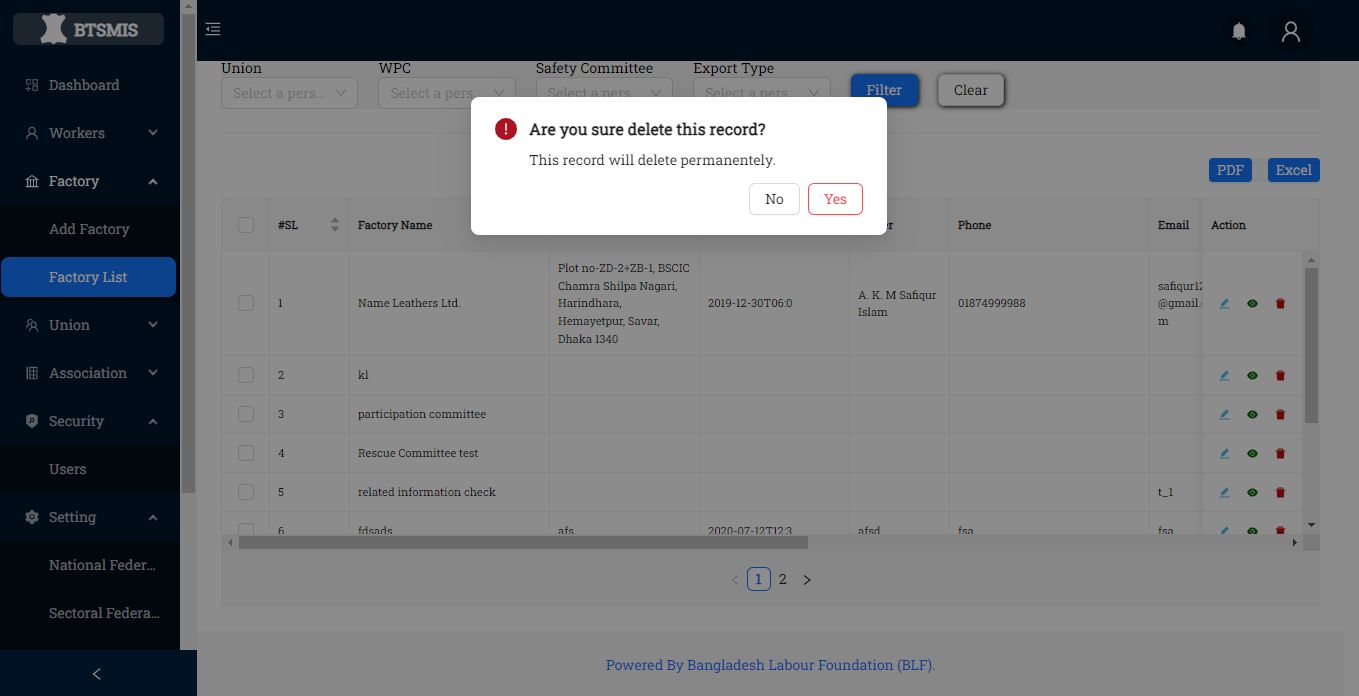 BTSMIS
Dashboard
Workers
Factory
Add Factory
Factory List
Union
Association
Security
Users
Setting
National Feder...
Sectoral Federa...
Union WPC Safety Committee Export Type
Select a pers... Select a pers... Select a pers... Select a pers...
Filter Clear
Are you sure delete this record?
This record will delete permanentely.
No Yes
PDF Excel
#SL Factory Name Phone Email Action
1 Name Leathers Ltd. Plot no-ZD-2+ZB-1, BSCIC
Chamra Shilpa Nagari,
Harindhara,
Hemayetpur, Savar,
Dhaka 1340
2019-12-30T06:0
A. K. M Safiqur
Islam
01874999988
safiqur12
@gmail.
m
2 kl
3 participation committee
4 Rescue Committee test
5 related information check t_1
6 fdsads afs 2020-07-12T12:3 afsd fsa fsa
1 2
Powered By Bangladesh Labour Foundation (BLF).